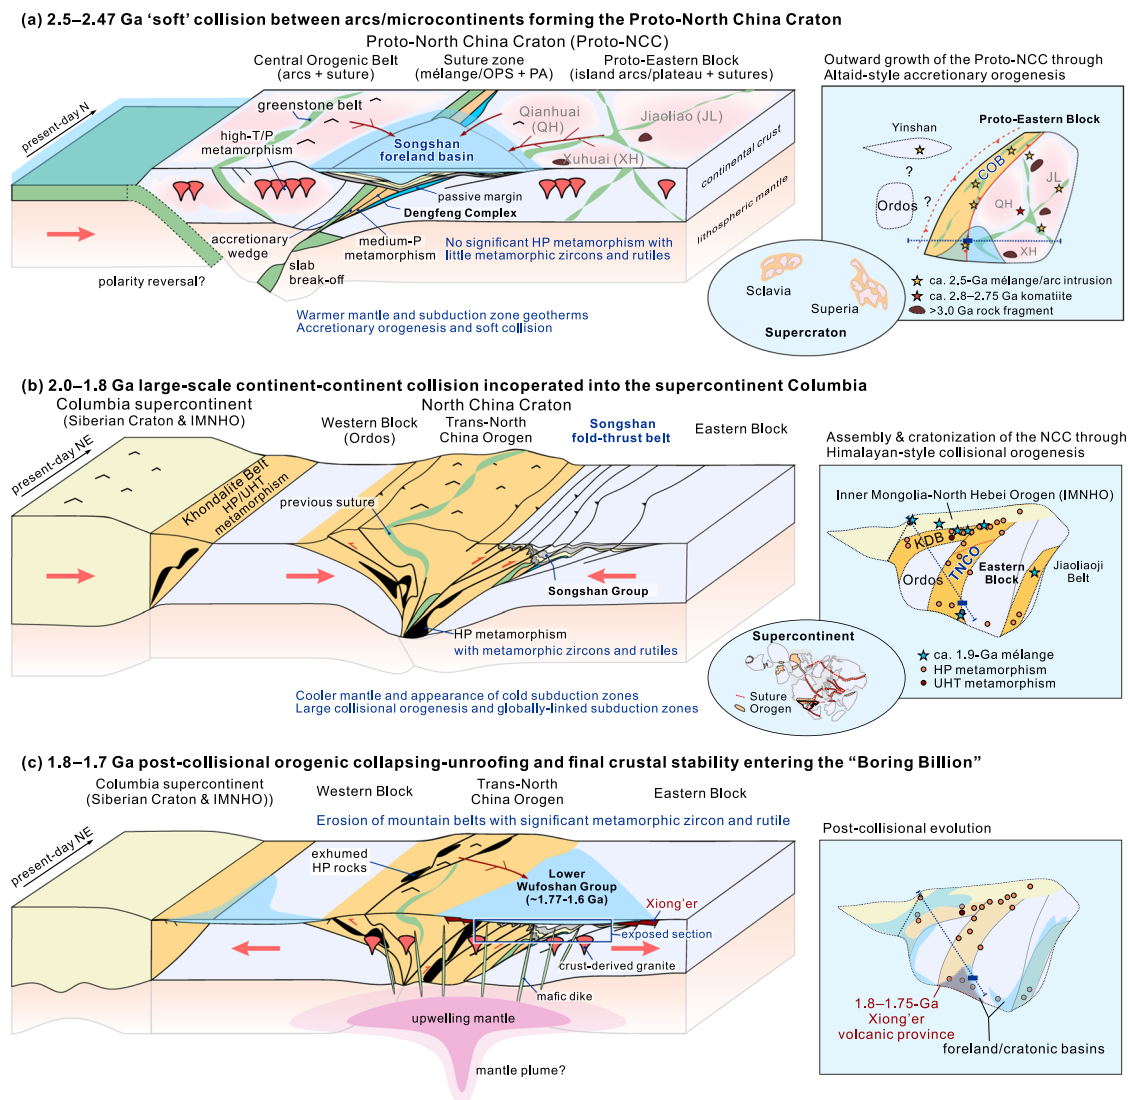 (a) 2.5–2.47 Ga ‘soft’ collision between arcs/microcontinents forming the Proto-North China Craton
Proto-North China Craton (Proto-NCC)
Central Orogenic Belt
(arcs + suture)
Suture zone
(mélange/OPS + PA)
Proto-Eastern Block
(island arcs/plateau + sutures)
present-day N
greenstone belt
high-T/P
metamorphism
Songshan
foreland basin
Qianhuai
(QH)
Jiaoliao (JL)
Xuhuai (XH)
continental crust
lithospheric mantle
passive margin
Dengfeng Complex
accretionary
wedge
medium-P
metamorphism
slab
break-off
polarity reversal?
No significant HP metamorphism with
little metamorphic zircons and rutiles
Warmer mantle and subduction zone geotherms
Accretionary orogenesis and soft collision
Sclavia
Superia
Supercraton
Outward growth of the Proto-NCC through
Altaid-style accretionary orogenesis
Yinshan
Proto-Eastern Block
?
COB
JL
Ordos
?
QH
XH
ca. 2.5-Ga mélange/arc intrusion
ca. 2.8–2.75 Ga komatiite
>3.0 Ga rock fragment
(b) 2.0–1.8 Ga large-scale continent-continent collision incoperated into the supercontinent Columbia
Columbia supercontinent
(Siberian Craton & IMNHO)
North China Craton
Western Block
(Ordos)
Trans-North
China Orogen
Songshan
fold-thrust belt
Eastern Block
present-day NE
Khondalite Belt
HP/UHT
metamorphism
previous suture
Songshan Group
HP metamorphism
with metamorphic zircons and rutiles
Cooler mantle and appearance of cold subduction zones
Large collisional orogenesis and globally-linked subduction zones
Supercontinent
Suture
Orogen
Assembly & cratonization of the NCC through
Himalayan-style collisional orogenesis
Inner Mongolia-North Hebei Orogen (IMNHO)
KDB
Ordos
TNCO
Eastern
Block
Jiaoliaoji
Belt
ca. 1.9-Ga mélange
HP metamorphism
UHT metamorphism
(c) 1.8–1.7 Ga post-collisional orogenic collapsing-unroofing and final crustal stability entering the “Boring Billion”
Columbia supercontinent
(Siberian Craton & IMNHO))
Western Block
Trans-North
China Orogen
Eastern Block
Erosion of mountain belts with significant metamorphic zircon and rutile
present-day NE
exhumed
HP rocks
Lower
Wufoshan Group
(~1.77-1.6 Ga)
Xiong’er
exposed section
crust-derived granite
mafic dike
upwelling mantle
mantle plume?
Post-collisional evolution
1.8–1.75-Ga
Xiong’er
volcanic province
foreland/cratonic basins